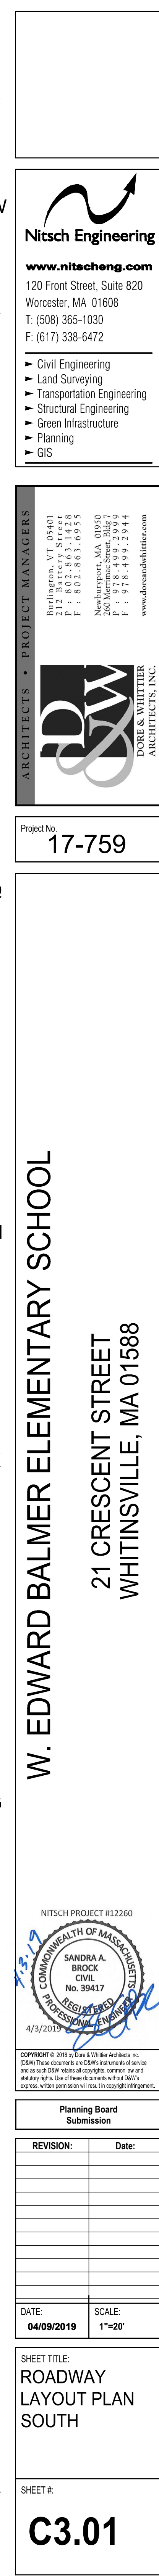 Nitsch Engineering
www.nitscheng.com
120 Front Street, Suite 820
Worcester, MA 01608
T: (508) 365-1030
F: (617) 338-6472
► Civil Engineering
► Land Surveying
► Transportation Engineering
► Structural Engineering
► Green Infrastructure
► Planning
► GIS
ARCHITECTS • PROJECT MANAGERS
Burlington, VT 05401
212 Battery Street
P : 802.863.1428
F : 802.863.6955
Newburyport, MA 01950
260 Merrimac Street, Bldg 7
P : 978.499.2999
F : 978.499.2944
www.doreandwhittier.com
D&W
DORE & WHITTIER
ARCHITECTS, INC.
Project No.
17-759
W. EDWARD BALMER ELEMENTARY SCHOOL
21 CRESCENT STREET
WHITINSVILLE, MA 01588
NITSCH PROJECT #12260
4.3.19
COMMONWEALTH OF MASSACHUSETTS
SANDRA A.
BROCK
CIVIL
No. 39417
REGISTERED
PROFESSIONAL ENGINEER
4/3/2019
COPYRIGHT © 2018 by Dore & Whittier Architects Inc.
(D&W) These documents are D&W's instruments of service
and as such D&W retains all copyrights, common law and
statutory rights. Use of these documents without D&W's
express, written permission will result in copyright infringement.
Planning Board
Submission
REVISION: Date:
DATE: SCALE:
04/09/2019 1"=20'
SHEET TITLE:
ROADWAY
LAYOUT PLAN
SOUTH
SHEET #:
C3.01